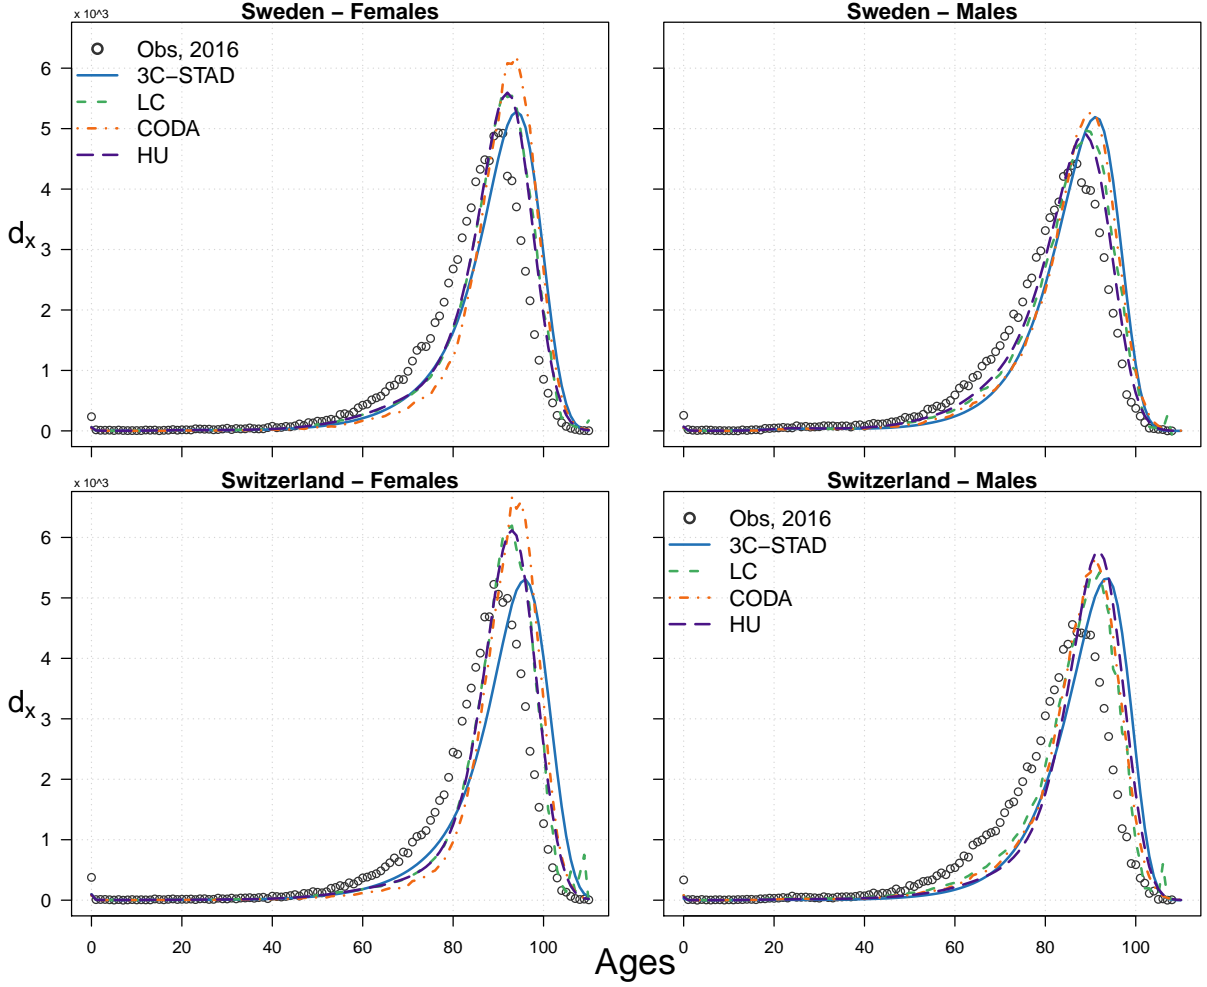 Sweden − Females
Sweden − Males
x 10^3
Obs, 2016
3C−STAD
LC
CODA
HU
6
5
4
3
2
1
0
dx
Switzerland − Females
Switzerland − Males
x 10^3
Obs, 2016
3C−STAD
LC
CODA
HU
6
5
4
3
2
1
0
dx
0 20 40 60 80 100
0 20 40 60 80 100
Ages